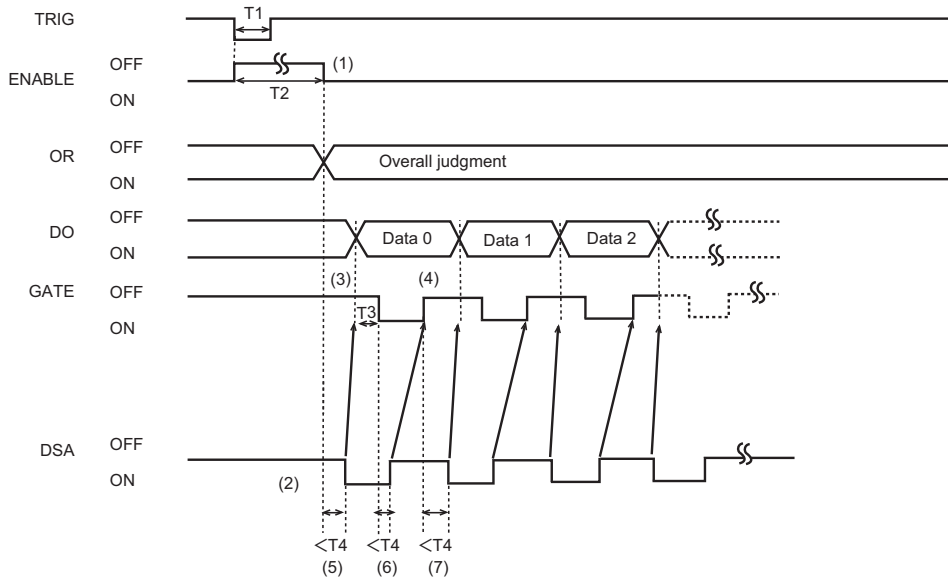 TRIG
T1
ENABLE
OFF
(1)
T2
ON
OR
OFF
Overall judgment
ON
DO
OFF
Data 0
Data 1
Data 2
ON
(3)
(4)
GATE
OFF
T3
ON
DSA
OFF
ON
(2)
<T4
<T4
<T4
(5)
(6)
(7)